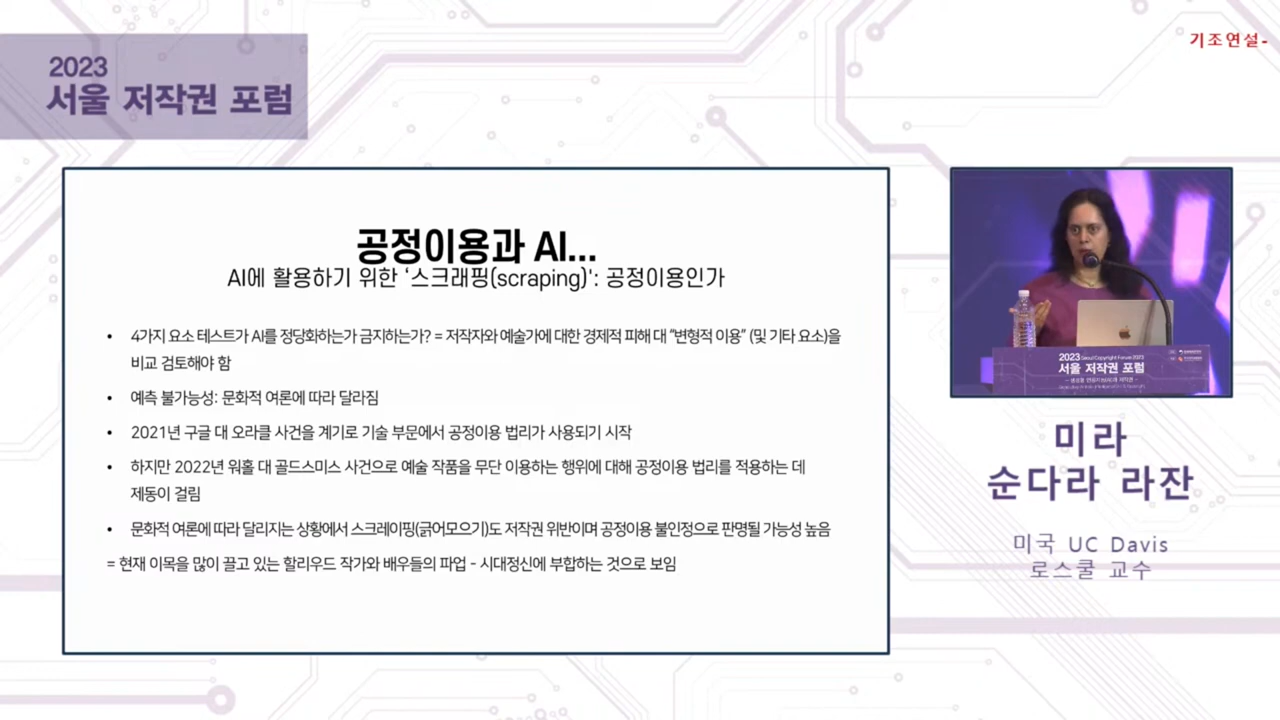 기조연설-
2023
서울 저작권 포럼
공정이용과 AI...
AI에 활용하기 위한 ‘스크래핑(scraping)': 공정이용인가
• 4가지 요소 테스트가 AI를 정당화하는가 금지하는가? = 저작자와 예술가에 대한 경제적 피해 대 “변형적 이용” (및 기타 요소)을
비교 검토해야 함
• 예측 불가능성: 문화적 여론에 따라 달라짐
• 2021년 구글 대 오라클 사건을 계기로 기술 부문에서 공정이용 법리가 사용되기 시작
• 하지만 2022년 워홀 대 골드스미스 사건으로 예술 작품을 무단 이용하는 행위에 대해 공정이용 법리를 적용하는 데
제동이 걸림
• 문화적 여론에 따라 달리지는 상황에서 스크레이핑(긁어모으기)도 저작권 위반이며 공정이용 불인정으로 판명될 가능성 높음
= 현재 이목을 많이 끌고 있는 할리우드 작가와 배우들의 파업 - 시대정신에 부합하는 것으로 보임
2023 Seoul Copyright Forum 2023
서울 저작권 포럼
미라
순다라 라잔
미국 UC Davis
로스쿨 교수